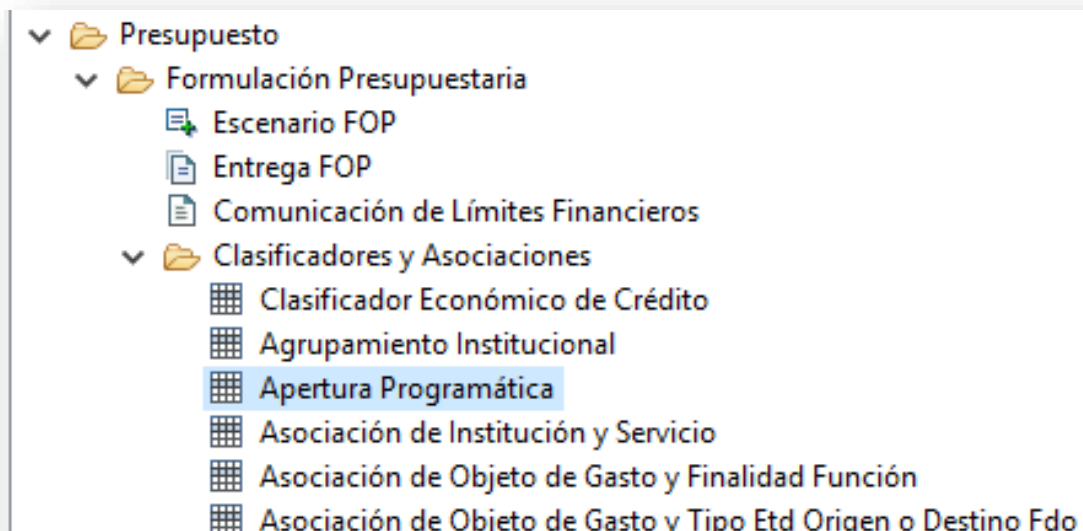 Presupuesto
Formulación Presupuestaria
Escenario FOP
Entrega FOP
Comunicación de Límites Financieros
Clasificadores y Asociaciones
Clasificador Económico de Crédito
Agrupamiento Institucional
Apertura Programática
Asociación de Institución y Servicio
Asociación de Objeto de Gasto y Finalidad Función
Asociación de Objeto de Gasto y Tipo Etd Origen o Destino Fdo